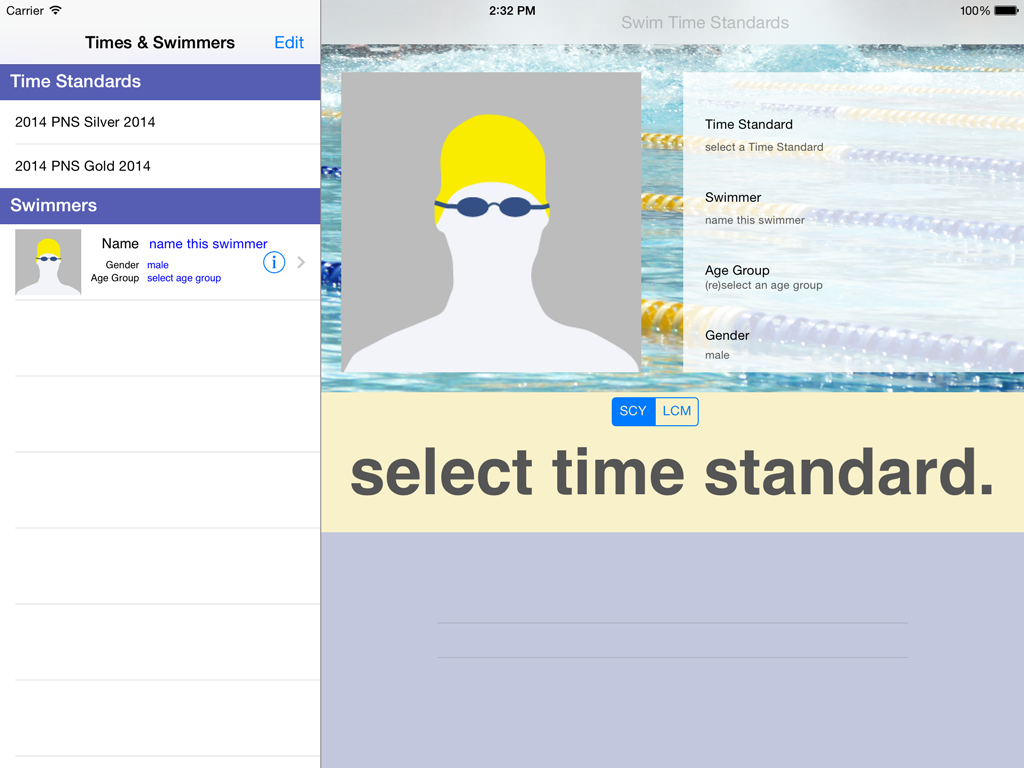 Carrier
2:32 PM
100%
Times & Swimmers
Edit
Time Standards
2014 PNS Silver 2014
2014 PNS Gold 2014
Swimmers
Name name this swimmer
Gender male
Age Group select age group
i
Swim Time Standards
Time Standard
select a Time Standard
Swimmer
name this swimmer
Age Group
(re)select an age group
Gender
male
SCY LCM
select time standard.